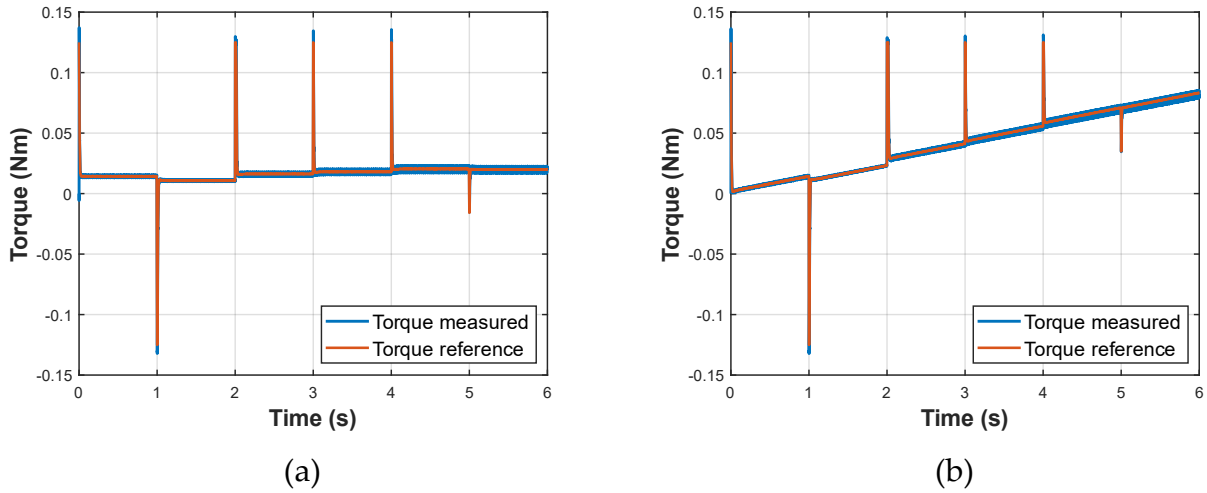 0.15
0.1
0.05
0
-0.05
-0.1
-0.15
Torque (Nm)
0 1 2 3 4 5 6
Time (s)
Torque measured
Torque reference
(a)
0.15
0.1
0.05
0
-0.05
-0.1
-0.15
Torque (Nm)
0 1 2 3 4 5 6
Time (s)
Torque measured
Torque reference
(b)